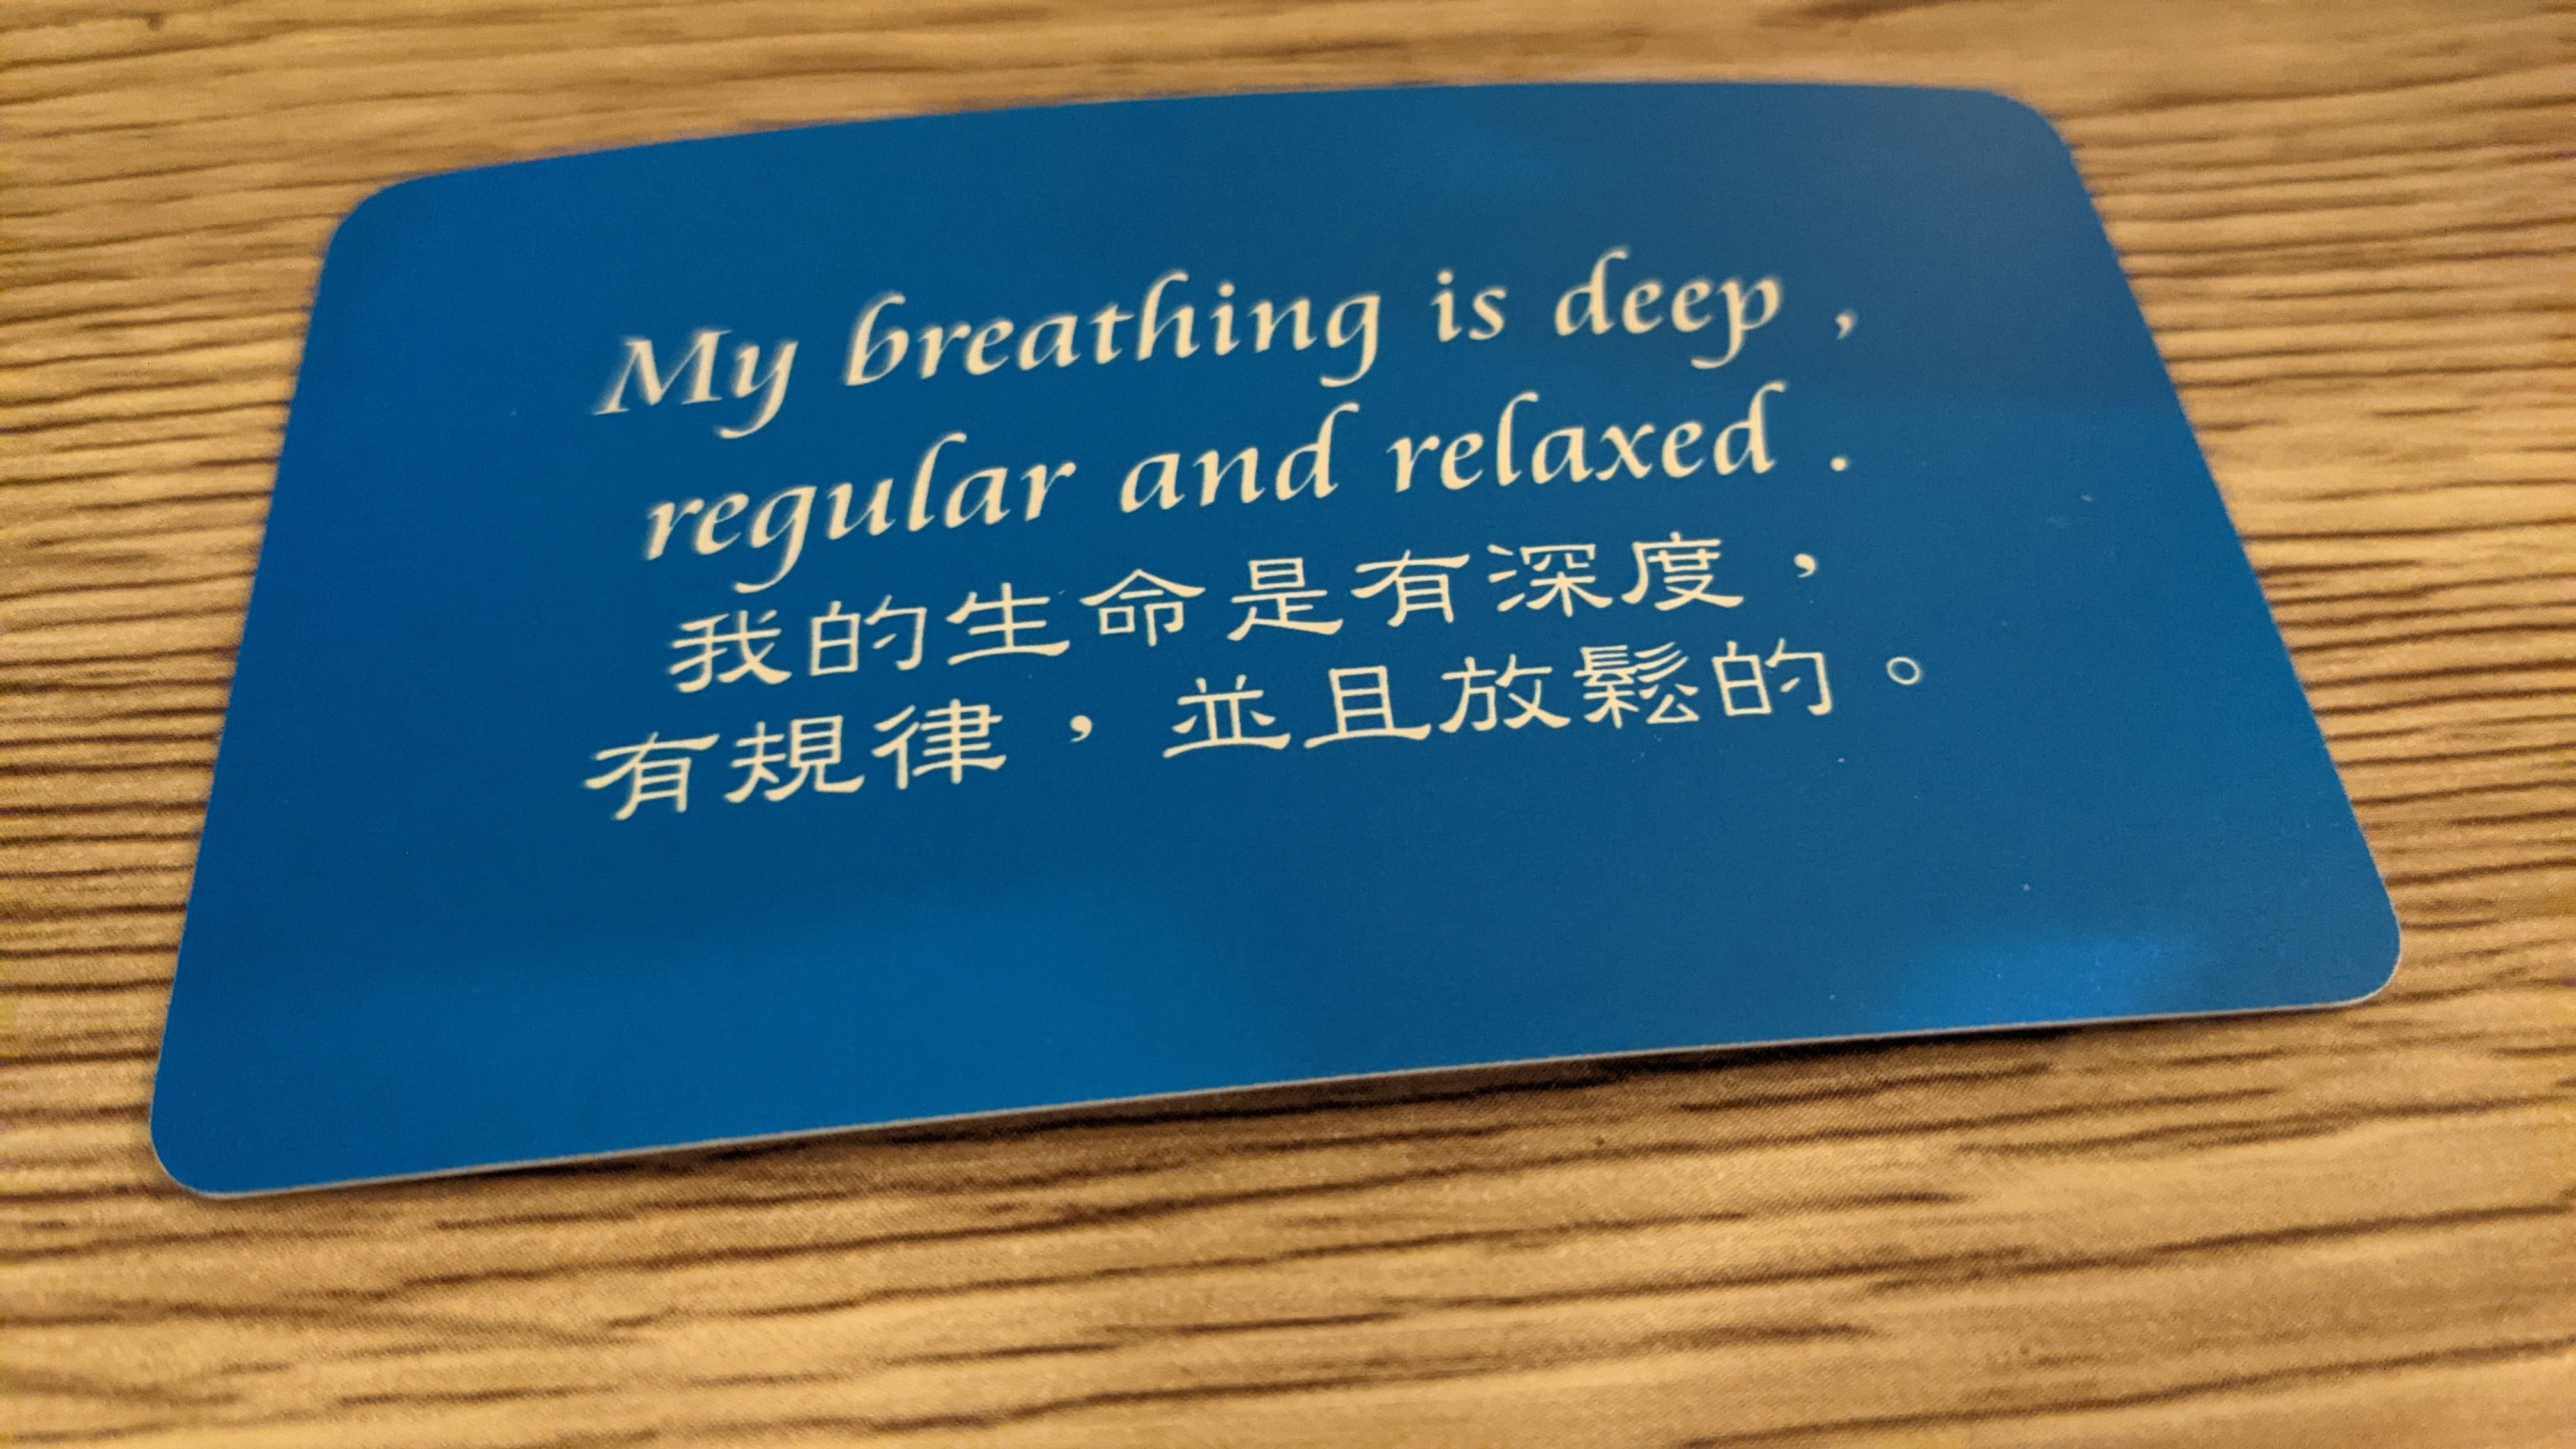 My breathing is deep ,
regular and relaxed .
我的生命是有深度，
有規律，並且放鬆的。